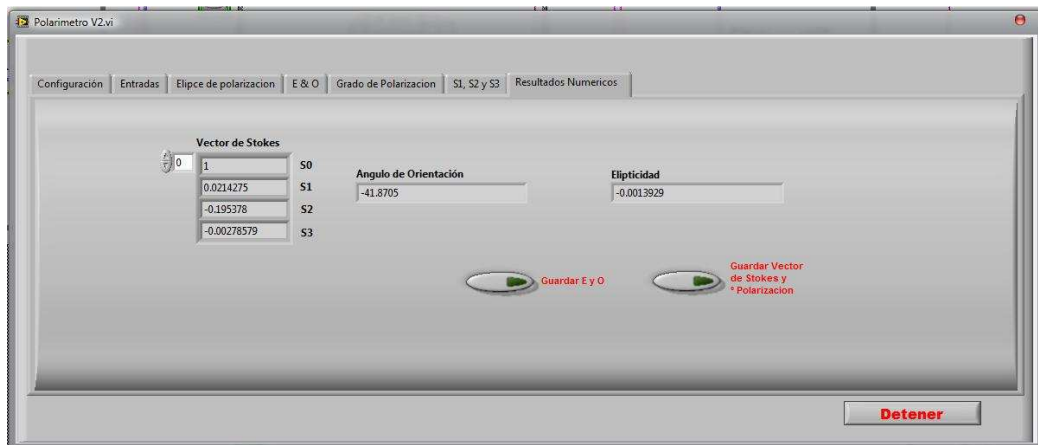 Polarimetro V2.vi
Configuración Entradas Elipce de polarizacion E & O Grado de Polarizacion S1, S2 y S3 Resultados Numericos
Vector de Stokes
0 1 S0
0.0214275 S1
-0.195378 S2
-0.00278579 S3
Angulo de Orientación
-41.8705
Elipticidad
-0.0013929
Guardar E y O
Guardar Vector
de Stokes y
º Polarizacion
Detener